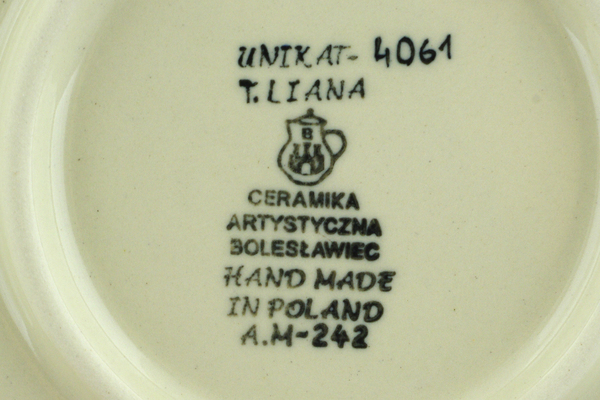 UNIKAT- 4061
T. LIANA
B
CERAMIKA
ARTYSTYCZNA
BOLESŁAWIEC
HAND MADE
IN POLAND
A.M-242